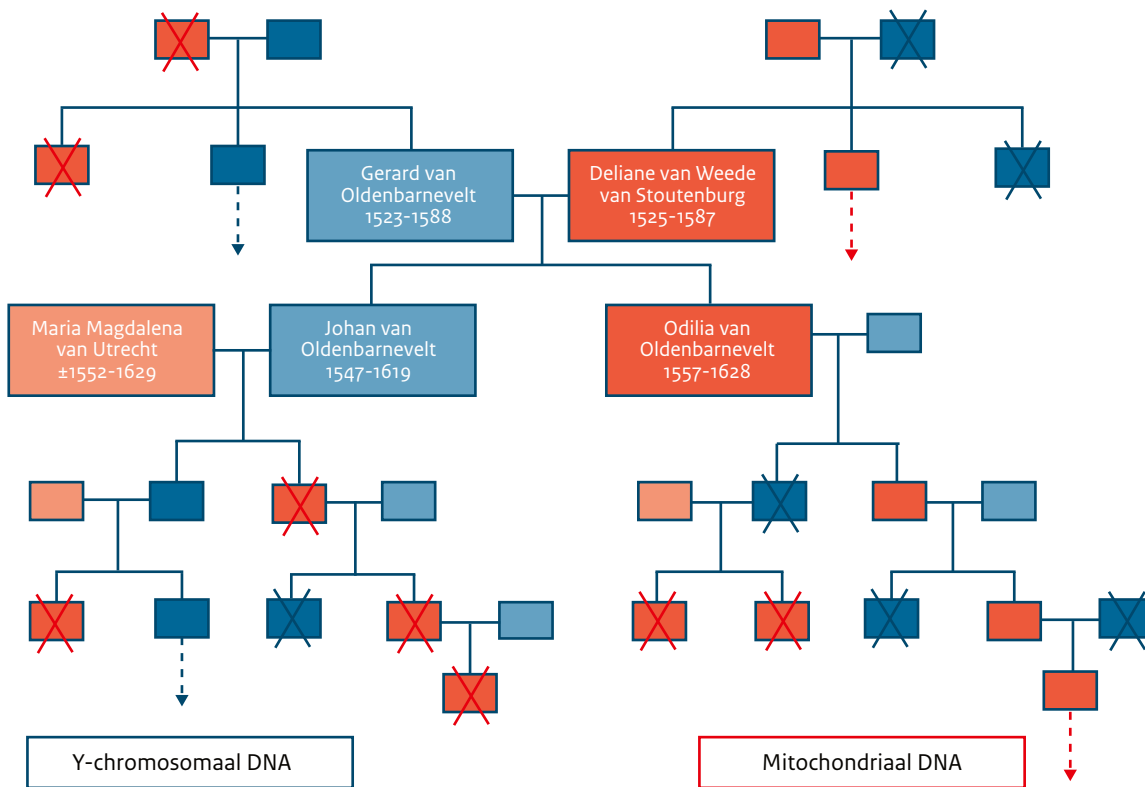 Gerard van
Oldenbarnevelt
1523-1588
Deliane van Weede
van Stoutenburg
1525-1587
Maria Magdalena
van Utrecht
±1552-1629
Johan van
Oldenbarnevelt
1547-1619
Odilia van
Oldenbarnevelt
1557-1628
Y-chromosomaal DNA
Mitochondriaal DNA